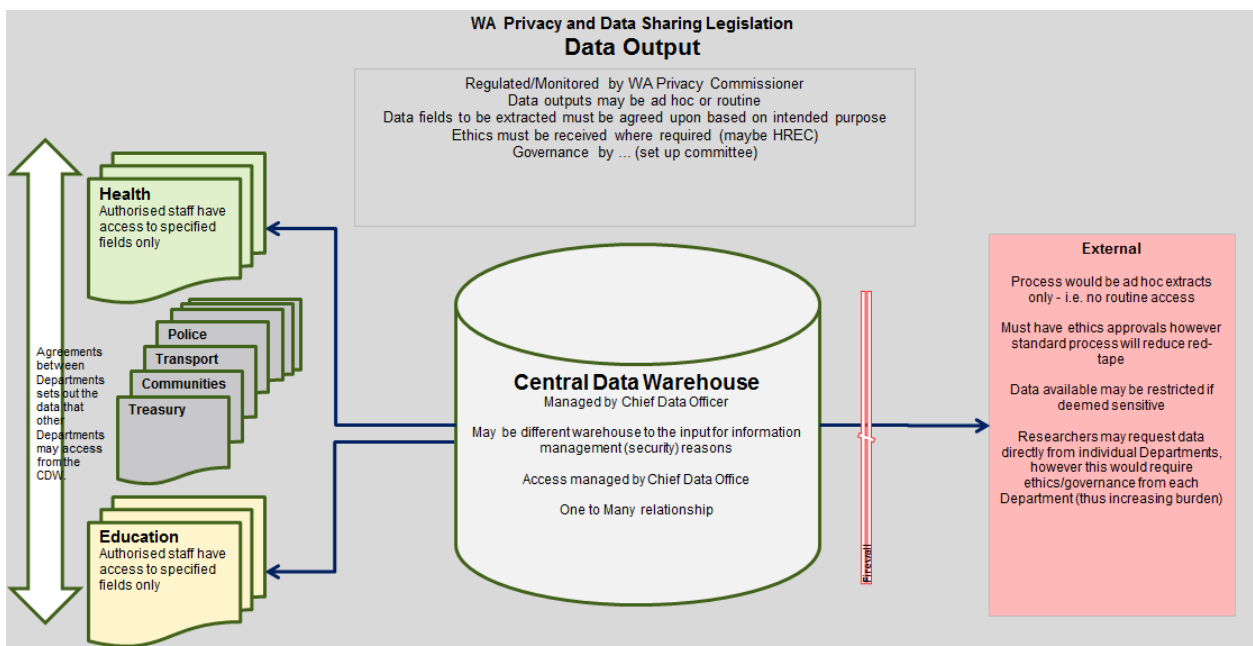 WA Privacy and Data Sharing Legislation
Data Output
Regulated/Monitored by WA Privacy Commissioner
Data outputs may be ad hoc or routine
Data fields to be extracted must be agreed upon based on intended purpose
Ethics must be received where required (maybe HREC)
Governance by ... (set up committee)
Agreements
between
Departments
sets out the
data that
other
Departments
may access
from the
CDW.
Health
Authorised staff have
access to specified
fields only
Police
Transport
Communities
Treasury
Education
Authorised staff have
access to specified
fields only
Central Data Warehouse
Managed by Chief Data Officer
May be different warehouse to the input for information
management (security) reasons
Access managed by Chief Data Office
One to Many relationship
Firewall
External
Process would be ad hoc extracts
only - i.e. no routine access
Must have ethics approvals however
standard process will reduce red-
tape
Data available may be restricted if
deemed sensitive
Researchers may request data
directly from individual Departments,
however this would require
ethics/governance from each
Department (thus increasing burden)